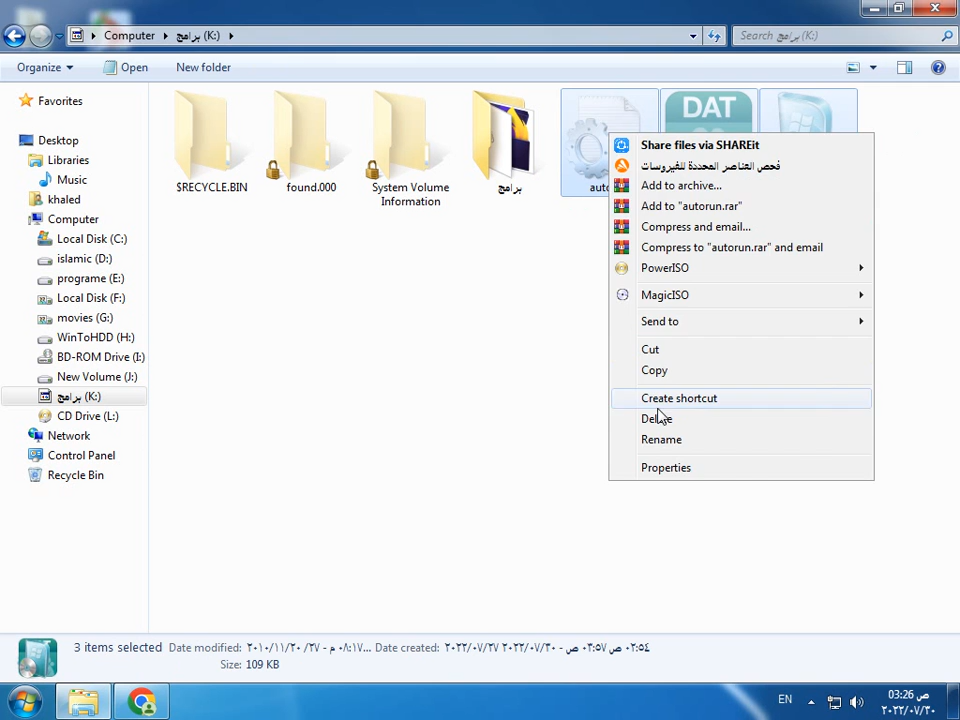 Computer
برامج (K:)
Search برامج (K:)
Organize
Open
New folder
Favorites
Desktop
Libraries
Music
khaled
Computer
Local Disk (C:)
islamic (D:)
programe (E:)
Local Disk (F:)
movies (G:)
WinToHDD (H:)
BD-ROM Drive (I:)
New Volume (J:)
برامج (K:)
CD Drive (L:)
Network
Control Panel
Recycle Bin
$RECYCLE.BIN
found.000
System Volume
Information
برامج
DAT
Share files via SHAREit
فحص العناصر المحددة للفيروسات
Add to archive...
Add to "autorun.rar"
Compress and email...
Compress to "autorun.rar" and email
PowerISO
MagicISO
Send to
Cut
Copy
Create shortcut
Delete
Rename
Properties
3 items selected
Date modified: ٢٠١٠/١١/٢٠ ٠٨:١٧ م - ٢٧/...
Date created: ٢٠٢٢/٠٧/٢٧ ٠٣:٥٧ ص - ٢٠٢٢/٠٧/٣٠ ٠٢:٥٤ ص
Size: 109 KB
EN
03:26 ص
٢٠٢٢/٠٧/٣٠